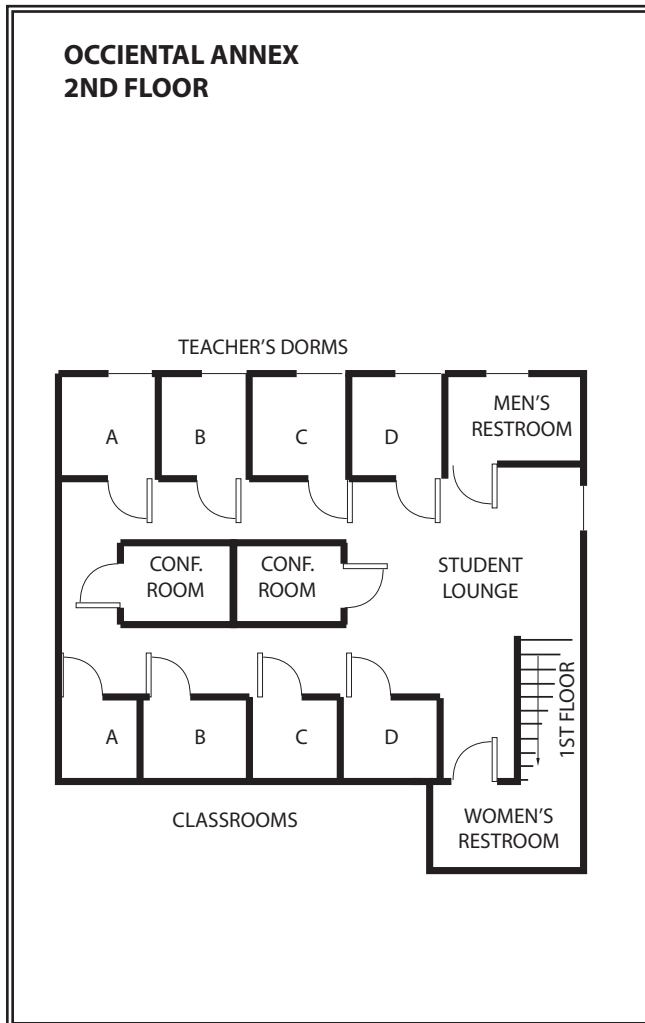 OCCIENTAL ANNEX
2ND FLOOR
TEACHER'S DORMS
A
B
C
D
MEN'S
RESTROOM
CONF.
ROOM
CONF.
ROOM
STUDENT
LOUNGE
1ST FLOOR
A
B
C
D
CLASSROOMS
WOMEN'S
RESTROOM